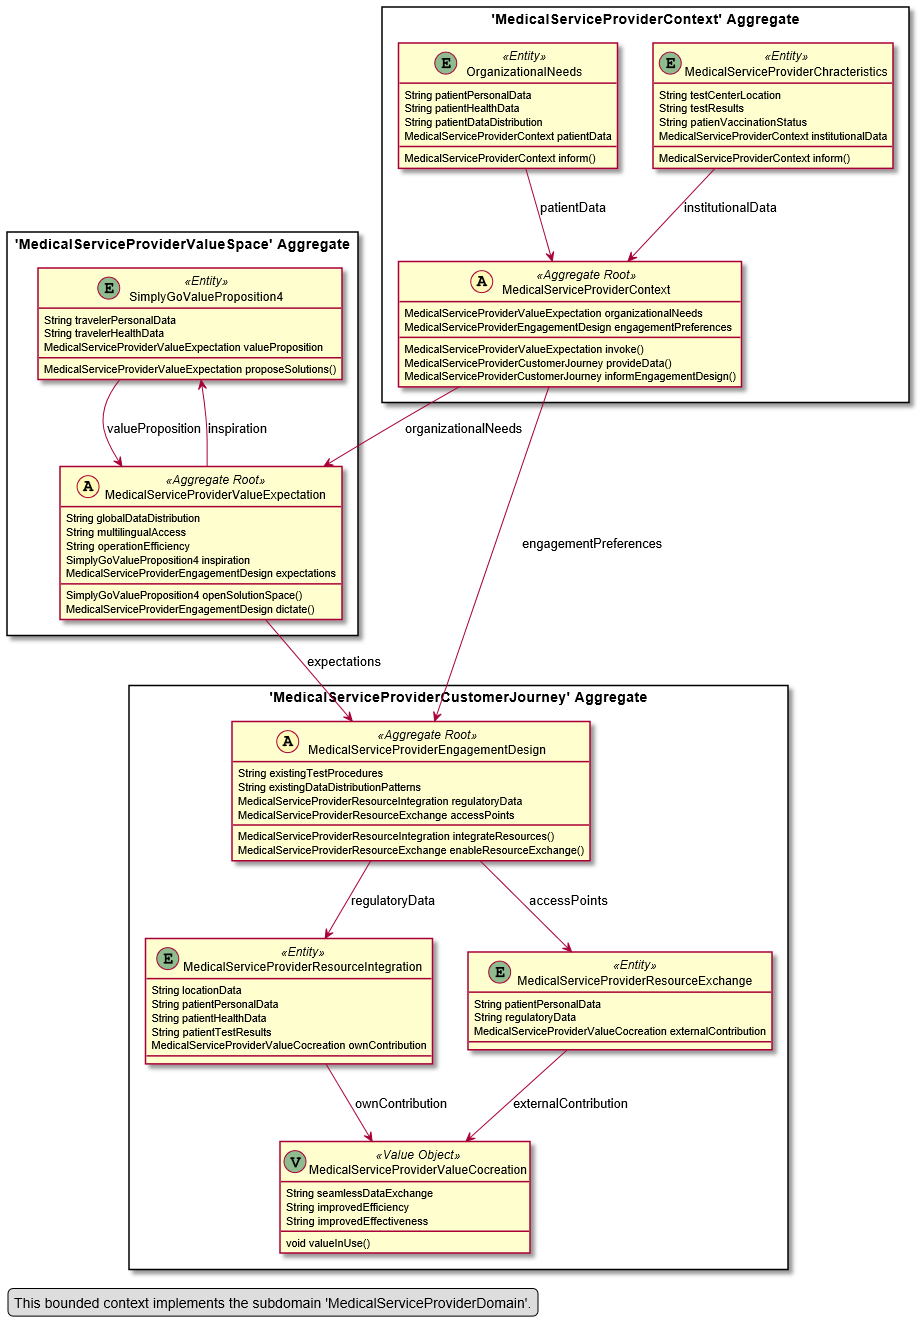 'MedicalServiceProviderContext' Aggregate
E
«Entity»
OrganizationalNeeds
String patientPersonalData
String patientHealthData
String patientDataDistribution
MedicalServiceProviderContext patientData
MedicalServiceProviderContext inform()
E
«Entity»
MedicalServiceProviderChracteristics
String testCenterLocation
String testResults
String patienVaccinationStatus
MedicalServiceProviderContext institutionalData
MedicalServiceProviderContext inform()
patientData
institutionalData
A
«Aggregate Root»
MedicalServiceProviderContext
MedicalServiceProviderValueExpectation organizationalNeeds
MedicalServiceProviderEngagementDesign engagementPreferences
MedicalServiceProviderValueExpectation invoke()
MedicalServiceProviderCustomerJourney provideData()
MedicalServiceProviderCustomerJourney informEngagementDesign()
'MedicalServiceProviderValueSpace' Aggregate
E
«Entity»
SimplyGoValueProposition4
String travelerPersonalData
String travelerHealthData
MedicalServiceProviderValueExpectation valueProposition
MedicalServiceProviderValueExpectation proposeSolutions()
valueProposition
inspiration
organizationalNeeds
A
«Aggregate Root»
MedicalServiceProviderValueExpectation
String globalDataDistribution
String multilingualAccess
String operationEfficiency
SimplyGoValueProposition4 inspiration
MedicalServiceProviderEngagementDesign expectations
SimplyGoValueProposition4 openSolutionSpace()
MedicalServiceProviderEngagementDesign dictate()
engagementPreferences
expectations
'MedicalServiceProviderCustomerJourney' Aggregate
A
«Aggregate Root»
MedicalServiceProviderEngagementDesign
String existingTestProcedures
String existingDataDistributionPatterns
MedicalServiceProviderResourceIntegration regulatoryData
MedicalServiceProviderResourceExchange accessPoints
MedicalServiceProviderResourceIntegration integrateResources()
MedicalServiceProviderResourceExchange enableResourceExchange()
regulatoryData
accessPoints
E
«Entity»
MedicalServiceProviderResourceIntegration
String locationData
String patientPersonalData
String patientHealthData
String patientTestResults
MedicalServiceProviderValueCocreation ownContribution
E
«Entity»
MedicalServiceProviderResourceExchange
String patientPersonalData
String regulatoryData
MedicalServiceProviderValueCocreation externalContribution
ownContribution
externalContribution
V
«Value Object»
MedicalServiceProviderValueCocreation
String seamlessDataExchange
String improvedEfficiency
String improvedEffectiveness
void valueInUse()
This bounded context implements the subdomain 'MedicalServiceProviderDomain'.